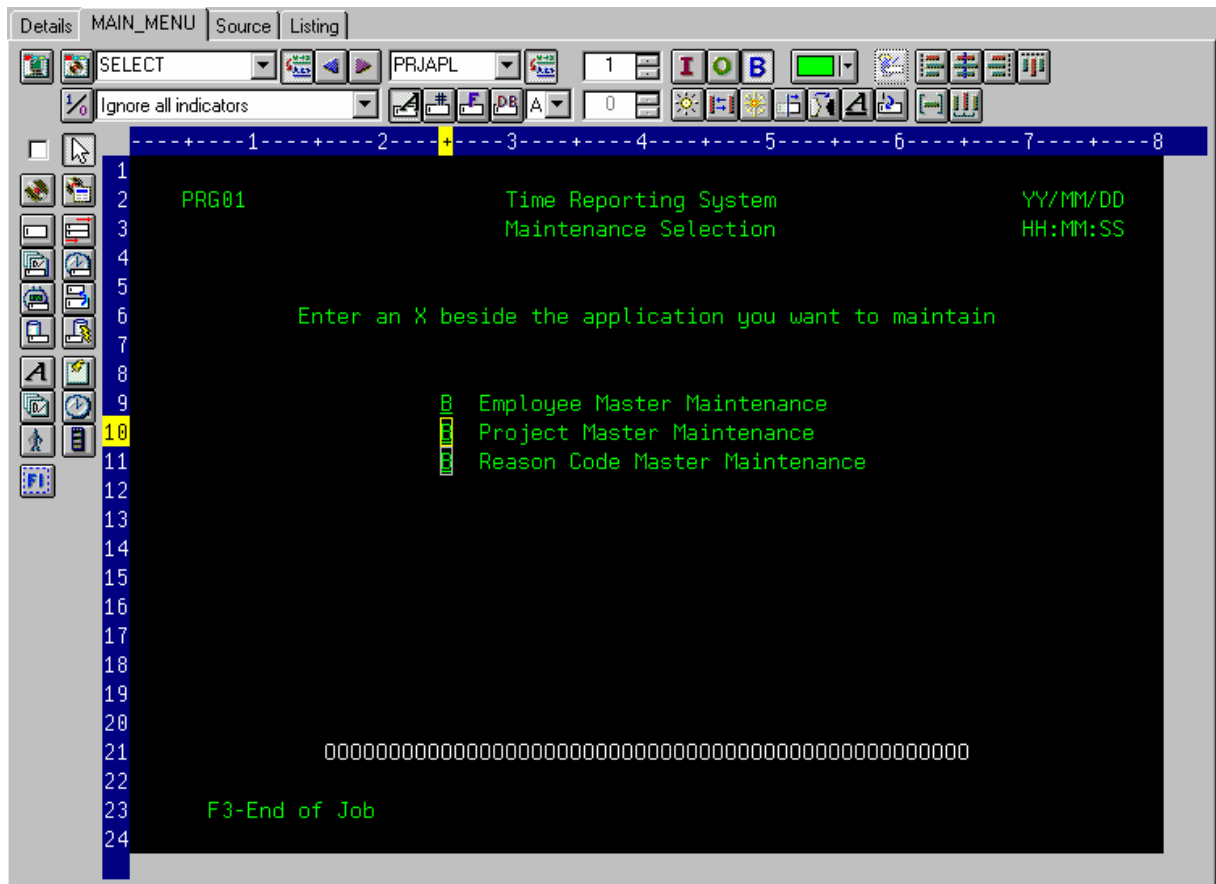 Details MAIN_MENU Source Listing
SELECT PRJAPL 1 I O B
1/0 Ignore all indicators A # F DB A 0 A
----+----1----+----2----+----3----+----4----+----5----+----6----+----7----+----8
1
2 PRG01 Time Reporting System YY/MM/DD
3 Maintenance Selection HH:MM:SS
4
5
6 Enter an X beside the application you want to maintain
7
8
9 B Employee Master Maintenance
10 B Project Master Maintenance
11 B Reason Code Master Maintenance
12
13
14
15
16
17
18
19
20
21 OOOOOOOOOOOOOOOOOOOOOOOOOOOOOOOOOOOOOOOOOOOOOOOOOO
22
23 F3-End of Job
24
A
FI